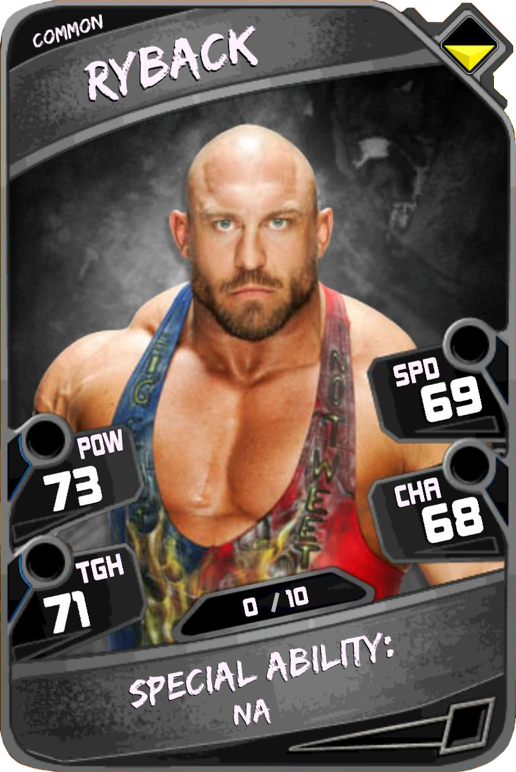 COMMON
RYBACK
SPD
69
POW
73
CHA
68
TGH
71
0 / 10
SPECIAL ABILITY:
NA